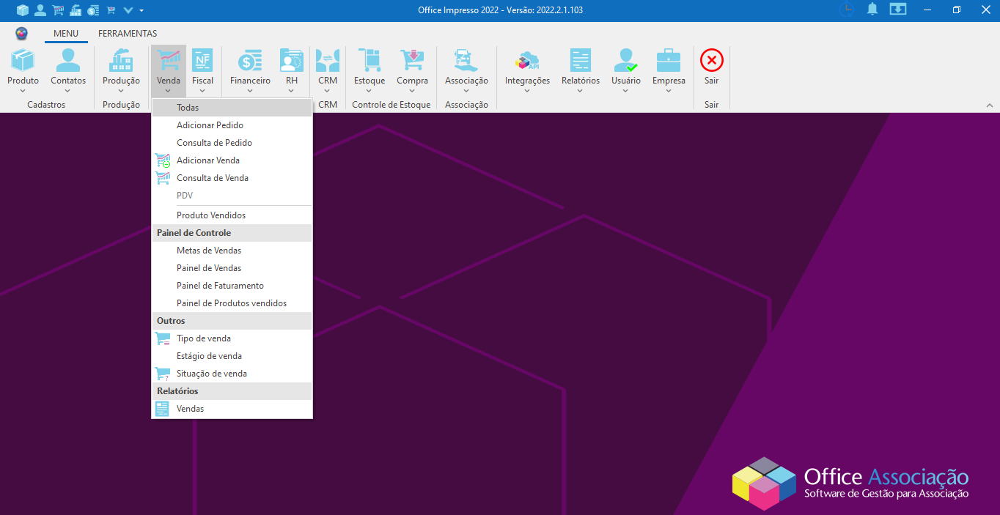 Office Impresso 2022 - Versão: 2022.2.1.103
MENU FERRAMENTAS
Produto Contatos Produção Venda Fiscal Financeiro RH CRM Estoque Compra Associação Integrações Relatórios Usuário Empresa Sair
Cadastros Produção CRM Controle de Estoque Associação Sair
Todas
Adicionar Pedido
Consulta de Pedido
Adicionar Venda
Consulta de Venda
PDV
Produto Vendidos
Painel de Controle
Metas de Vendas
Painel de Vendas
Painel de Faturamento
Painel de Produtos vendidos
Outros
Tipo de venda
Estágio de venda
Situação de venda
Relatórios
Vendas
Office Associação
Software de Gestão para Associação
NF
API